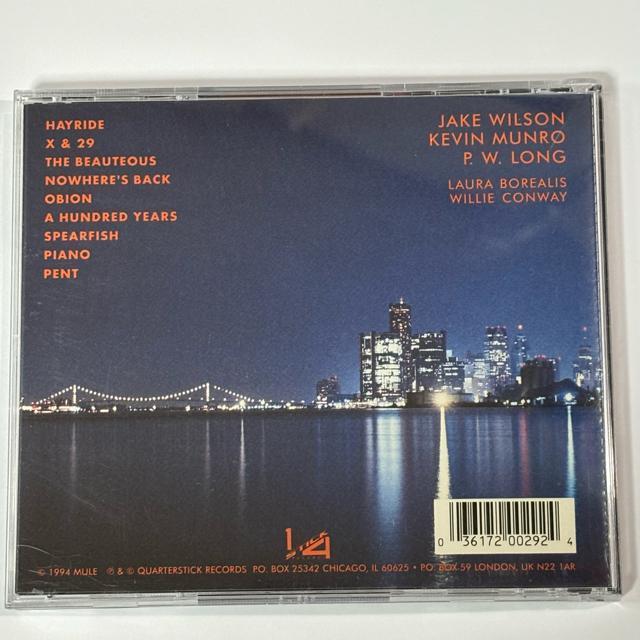 HAYRIDE
X & 29
THE BEAUTEOUS
NOWHERE'S BACK
OBION
A HUNDRED YEARS
SPEARFISH
PIANO
PENT
JAKE WILSON
KEVIN MUNRO
P. W. LONG
LAURA BOREALIS
WILLIE CONWAY
0 36172 00292 4
© 1994 MULE ℗ & © QUARTERSTICK RECORDS P.O. BOX 25342 CHICAGO, IL 60625 • P.O. BOX 59 LONDON, UK N22 1AR